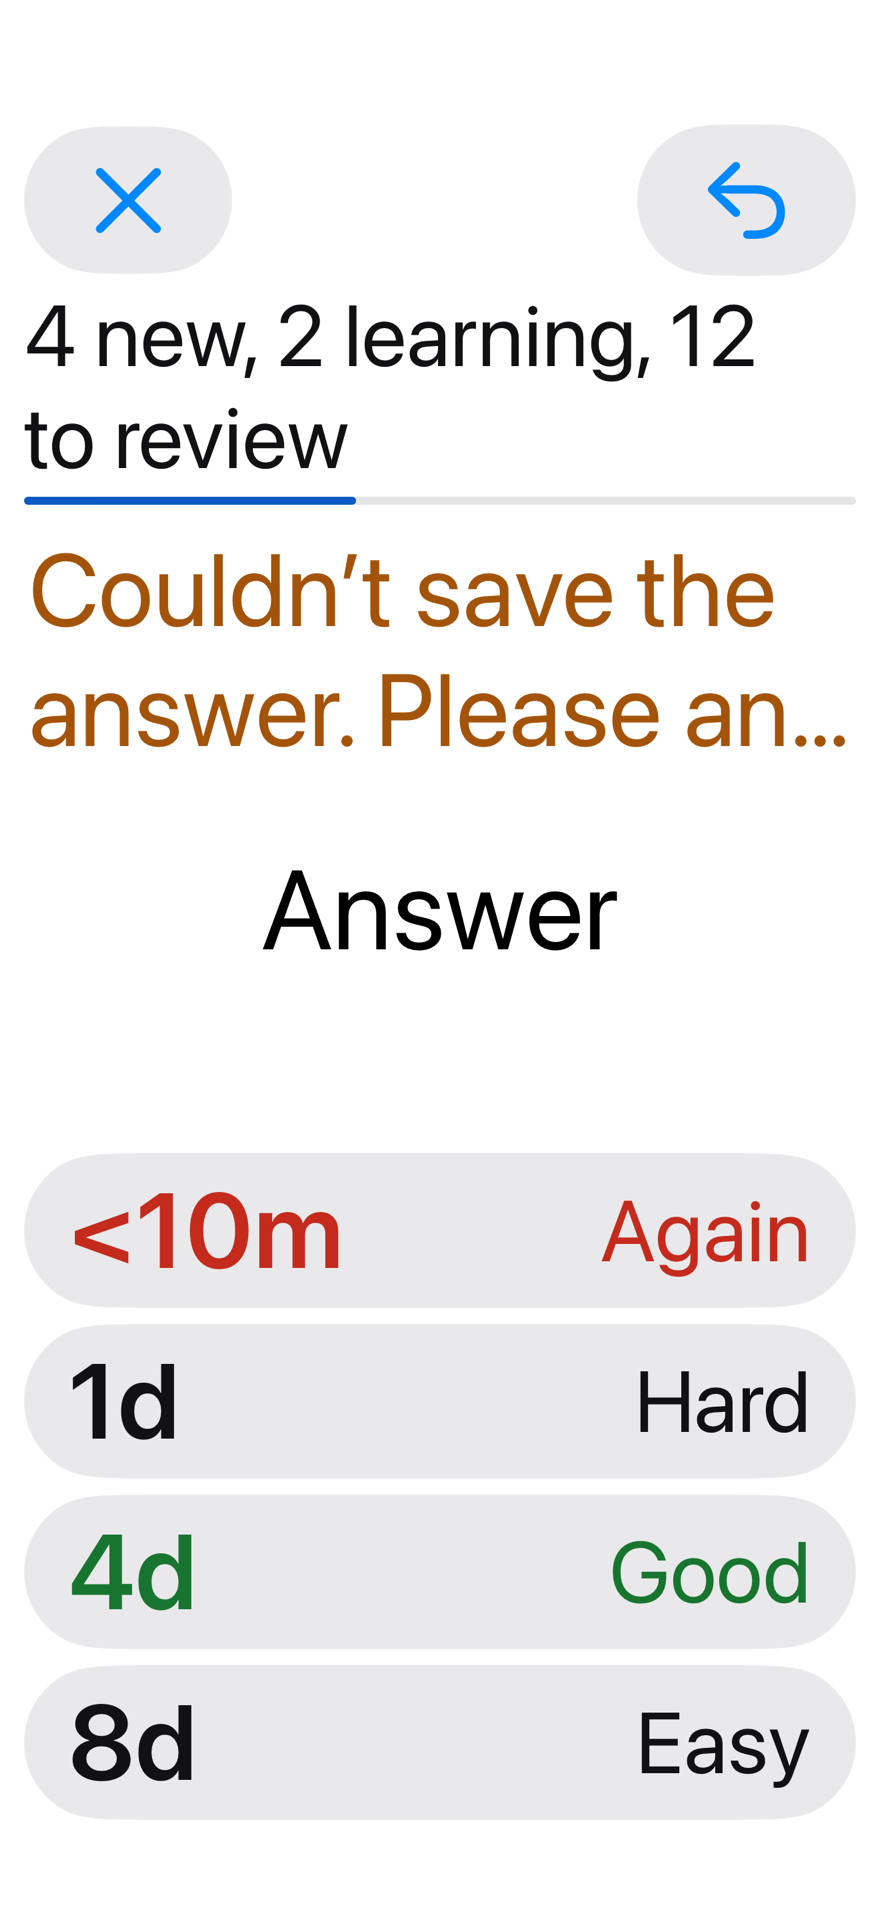 4 new, 2 learning, 12
to review
Couldn’t save the
answer. Please an…
Answer
<10m Again
1d Hard
4d Good
8d Easy